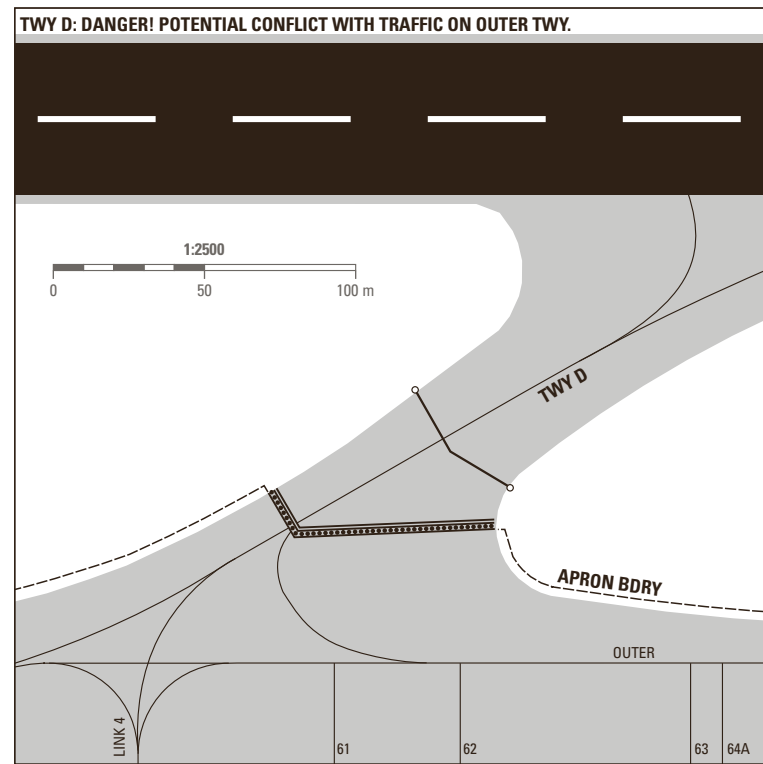 TWY D: DANGER! POTENTIAL CONFLICT WITH TRAFFIC ON OUTER TWY.
1:2500
0 50 100 m
TWY D
APRON BDRY
OUTER
LINK 4
61 62 63 64A